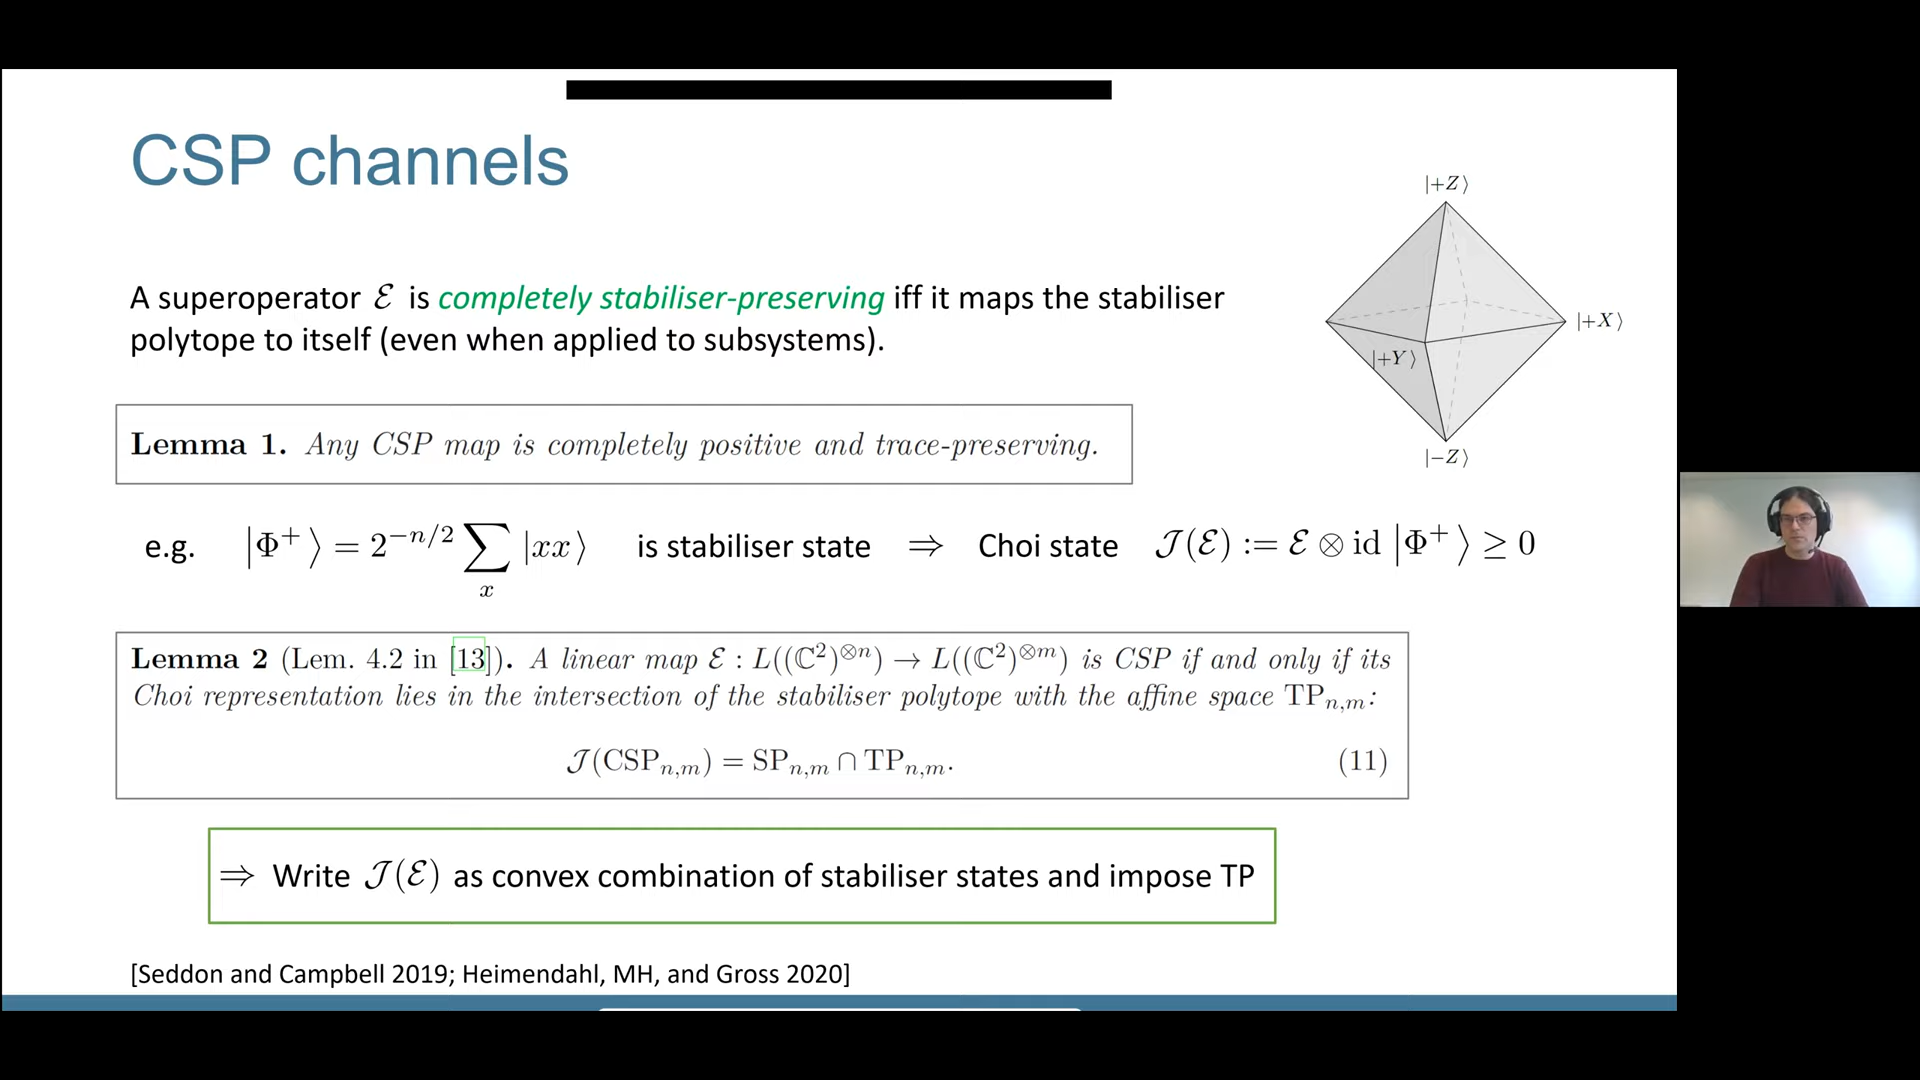 CSP channels
|+Z⟩
A superoperator ℰ is completely stabiliser-preserving iff it maps the stabiliser
polytope to itself (even when applied to subsystems).
|+X⟩
|+Y⟩
Lemma 1. Any CSP map is completely positive and trace-preserving.
|−Z⟩
e.g. |Φ⁺⟩ = 2^{−n/2} ∑_x |xx⟩ is stabiliser state ⇒ Choi state 𝒥(ℰ) := ℰ ⊗ id |Φ⁺⟩ ≥ 0
Lemma 2 (Lem. 4.2 in [13]). A linear map ℰ : L((ℂ²)^{⊗n}) → L((ℂ²)^{⊗m}) is CSP if and only if its
Choi representation lies in the intersection of the stabiliser polytope with the affine space TP_{n,m}:
𝒥(CSP_{n,m}) = SP_{n,m} ∩ TP_{n,m}. (11)
⇒ Write 𝒥(ℰ) as convex combination of stabiliser states and impose TP
[Seddon and Campbell 2019; Heimendahl, MH, and Gross 2020]